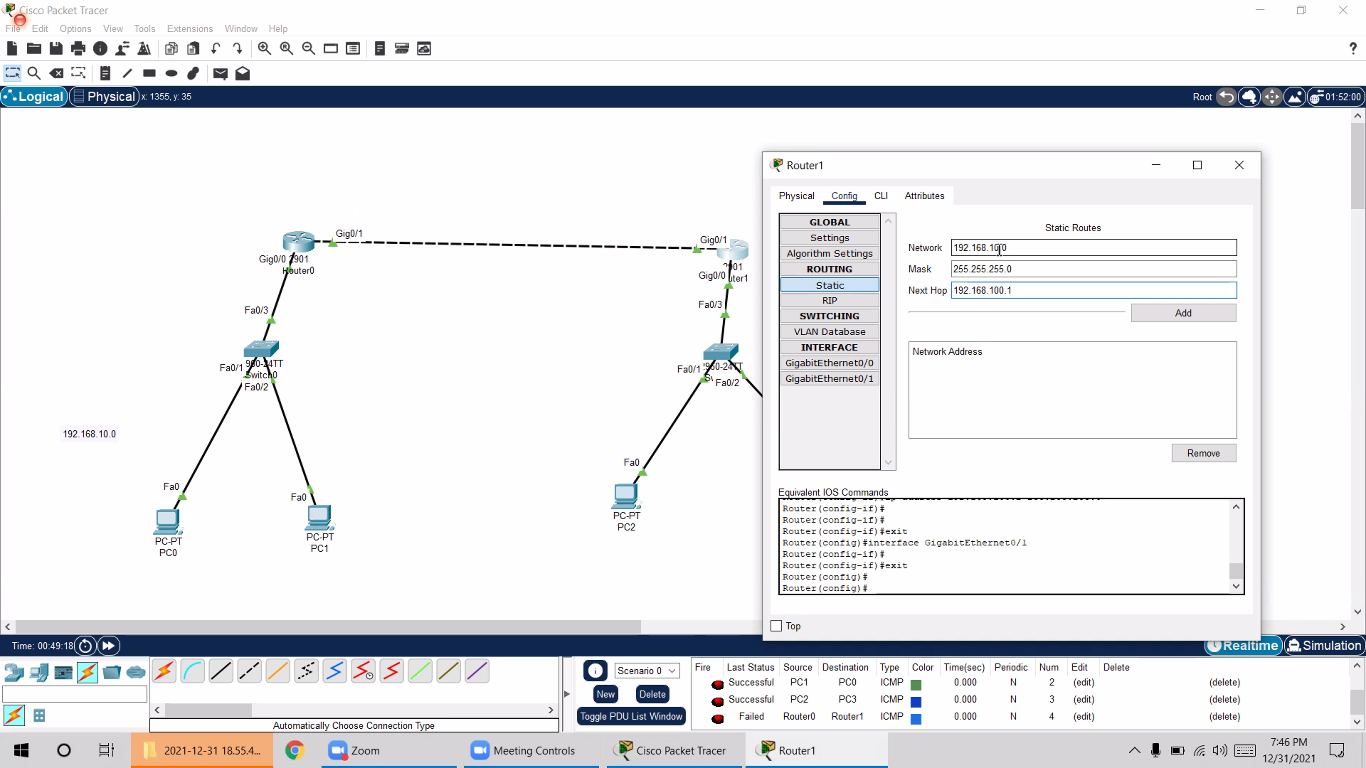 Cisco Packet Tracer
File Edit Options View Tools Extensions Window Help
Logical Physical x: 1355, y: 35 Root 01:52:00
Router1
Physical Config CLI Attributes
GLOBAL
Settings
Algorithm Settings
ROUTING
Static
RIP
SWITCHING
VLAN Database
INTERFACE
GigabitEthernet0/0
GigabitEthernet0/1
Static Routes
Network 192.168.10.0
Mask 255.255.255.0
Next Hop 192.168.100.1
Add
Network Address
Remove
Equivalent IOS Commands
Router(config-if)#
Router(config-if)#
Router(config-if)#exit
Router(config)#interface GigabitEthernet0/1
Router(config-if)#
Router(config-if)#exit
Router(config)#
Router(config)#
Top
Gig0/1
Gig0/0
Router0
Fa0/3
Fa0/1
Switch0
Fa0/2
192.168.10.0
Fa0
PC-PT
PC0
Fa0
PC-PT
PC1
Gig0/1
Gig0/0
Fa0/3
Fa0/1
Fa0/2
Fa0
PC-PT
PC2
Time: 00:49:18 Realtime Simulation
Automatically Choose Connection Type
Scenario 0
New Delete
Toggle PDU List Window
Fire Last Status Source Destination Type Color Time(sec) Periodic Num Edit Delete
Successful PC1 PC0 ICMP 0.000 N 2 (edit) (delete)
Successful PC2 PC3 ICMP 0.000 N 3 (edit) (delete)
Failed Router0 Router1 ICMP 0.000 N 4 (edit) (delete)
2021-12-31 18.55.4... Zoom Meeting Controls Cisco Packet Tracer Router1
7:46 PM
12/31/2021